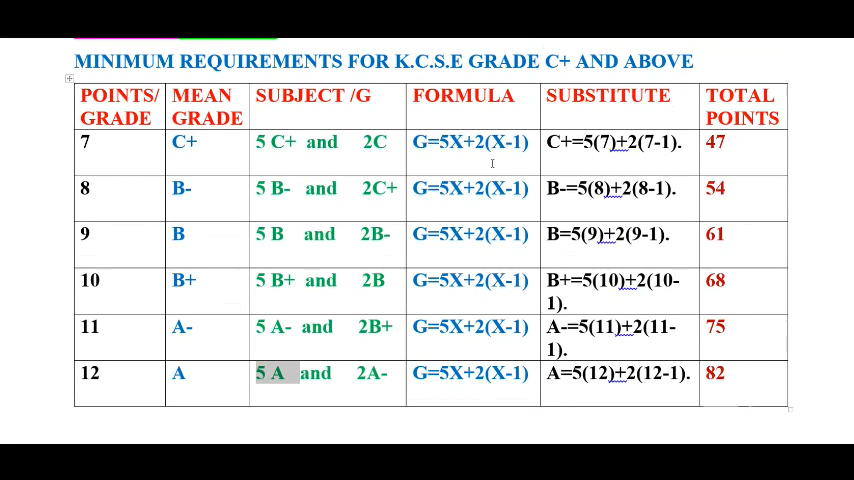 MINIMUM REQUIREMENTS FOR K.C.S.E GRADE C+ AND ABOVE
POINTS/ MEAN SUBJECT /G FORMULA SUBSTITUTE TOTAL
GRADE GRADE POINTS
7 C+ 5 C+ and 2C G=5X+2(X-1) C+=5(7)+2(7-1). 47
8 B- 5 B- and 2C+ G=5X+2(X-1) B-=5(8)+2(8-1). 54
9 B 5 B and 2B- G=5X+2(X-1) B=5(9)+2(9-1). 61
10 B+ 5 B+ and 2B G=5X+2(X-1) B+=5(10)+2(10- 68
1).
11 A- 5 A- and 2B+ G=5X+2(X-1) A-=5(11)+2(11- 75
1).
12 A 5 A and 2A- G=5X+2(X-1) A=5(12)+2(12-1). 82